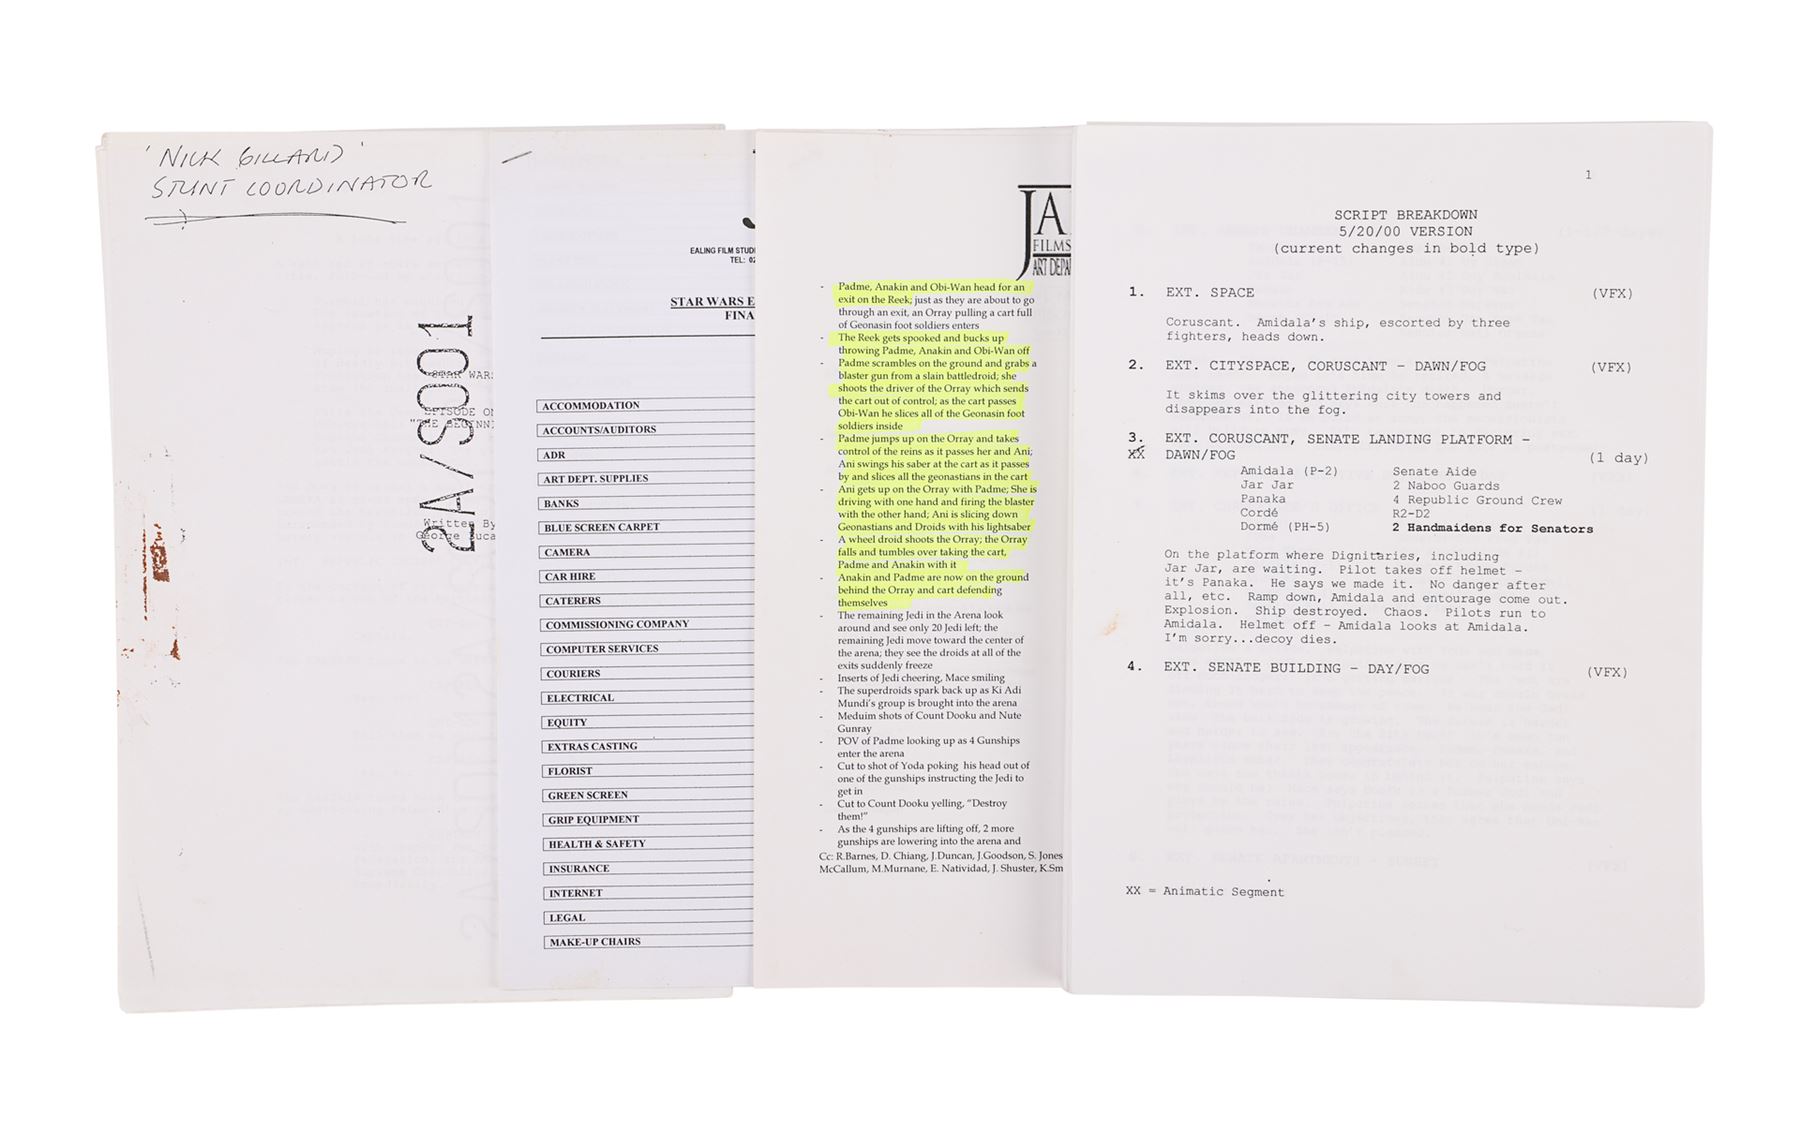 'NICK GILLARD'
STUNT COORDINATOR
2A/S001
STAR WARS
EPISODE ON
"THE BEGINN
Written By
George Luca
EALING FILM STUD
TEL: 02
STAR WARS E
FINA
ACCOMMODATION
ACCOUNTS/AUDITORS
ADR
ART DEPT. SUPPLIES
BANKS
BLUE SCREEN CARPET
CAMERA
CAR HIRE
CATERERS
COMMISSIONING COMPANY
COMPUTER SERVICES
COURIERS
ELECTRICAL
EQUITY
EXTRAS CASTING
FLORIST
GREEN SCREEN
GRIP EQUIPMENT
HEALTH & SAFETY
INSURANCE
INTERNET
LEGAL
MAKE-UP CHAIRS
JA
FILMS
ART DEPA
- Padme, Anakin and Obi-Wan head for an
exit on the Reek; just as they are about to go
through an exit, an Orray pulling a cart full
of Geonasin foot soldiers enters
- The Reek gets spooked and bucks up
throwing Padme, Anakin and Obi-Wan off
- Padme scrambles on the ground and grabs a
blaster gun from a slain battledroid; she
shoots the driver of the Orray which sends
the cart out of control; as the cart passes
Obi-Wan he slices all of the Geonasin foot
soldiers inside
- Padme jumps up on the Orray and takes
control of the reins as it passes her and Ani;
Ani swings his saber at the cart as it passes
by and slices all the geonastians in the cart
- Ani gets up on the Orray with Padme; She is
driving with one hand and firing the blaster
with the other hand; Ani is slicing down
Geonastians and Droids with his lightsaber
- A wheel droid shoots the Orray; the Orray
falls and tumbles over taking the cart,
Padme and Anakin with it
- Anakin and Padme are now on the ground
behind the Orray and cart defending
themselves
- The remaining Jedi in the Arena look
around and see only 20 Jedi left; the
remaining Jedi move toward the center of
the arena; they see the droids at all of the
exits suddenly freeze
- Inserts of Jedi cheering, Mace smiling
- The superdroids spark back up as Ki Adi
Mundi's group is brought into the arena
- Meduim shots of Count Dooku and Nute
Gunray
- POV of Padme looking up as 4 Gunships
enter the arena
- Cut to shot of Yoda poking his head out of
one of the gunships instructing the Jedi to
get in
- Cut to Count Dooku yelling, "Destroy
them!"
- As the 4 gunships are lifting off, 2 more
gunships are lowering into the arena and
Cc: R.Barnes, D. Chiang, J.Duncan, J.Goodson, S. Jones
McCallum, M.Murnane, E. Natividad, J. Shuster, K.Sm
1
SCRIPT BREAKDOWN
5/20/00 VERSION
(current changes in bold type)
1. EXT. SPACE (VFX)
Coruscant. Amidala's ship, escorted by three
fighters, heads down.
2. EXT. CITYSPACE, CORUSCANT - DAWN/FOG (VFX)
It skims over the glittering city towers and
disappears into the fog.
3. EXT. CORUSCANT, SENATE LANDING PLATFORM -
XX DAWN/FOG (1 day)
Amidala (P-2) Senate Aide
Jar Jar 2 Naboo Guards
Panaka 4 Republic Ground Crew
Cordé R2-D2
Dormé (PH-5) 2 Handmaidens for Senators
On the platform where Dignitaries, including
Jar Jar, are waiting. Pilot takes off helmet -
it's Panaka. He says we made it. No danger after
all, etc. Ramp down, Amidala and entourage come out.
Explosion. Ship destroyed. Chaos. Pilots run to
Amidala. Helmet off - Amidala looks at Amidala.
I'm sorry...decoy dies.
4. EXT. SENATE BUILDING - DAY/FOG (VFX)
XX = Animatic Segment